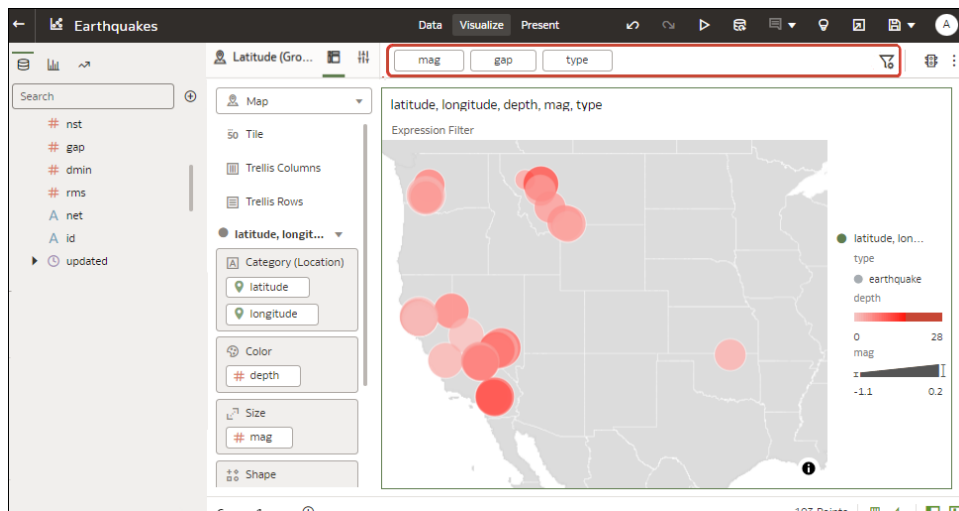 Earthquakes
Data Visualize Present
A
Latitude (Gro...
mag gap type
Search
# nst
# gap
# dmin
# rms
A net
A id
updated
Map
50 Tile
Trellis Columns
Trellis Rows
latitude, longit...
A Category (Location)
latitude
longitude
Color
# depth
Size
# mag
Shape
latitude, longitude, depth, mag, type
Expression Filter
latitude, lon...
type
earthquake
depth
0 28
mag
-1.1 0.2